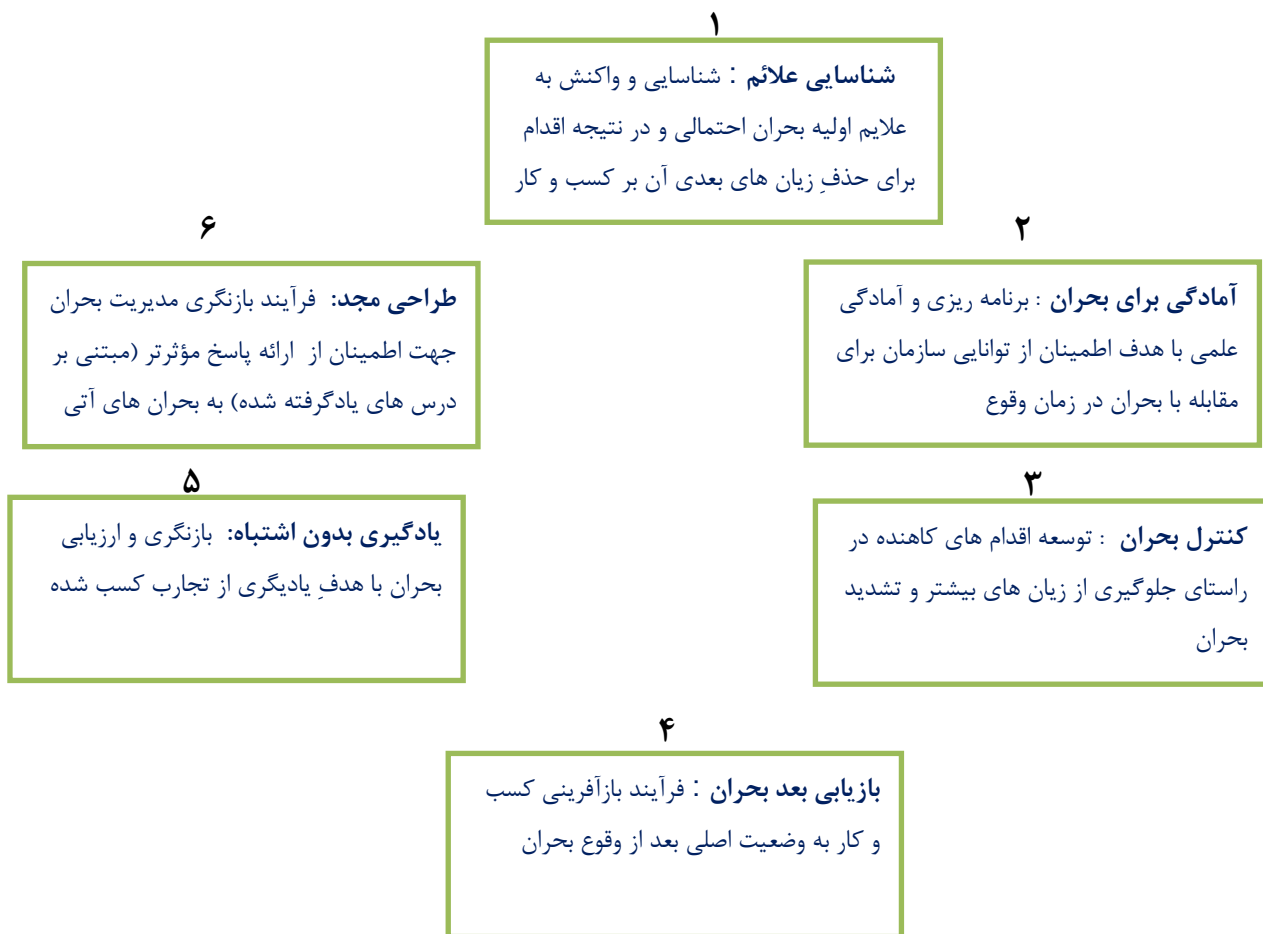 ۱
شناسایی علائم : شناسایی و واکنش به
علایم اولیه بحران احتمالی و در نتیجه اقدام
برای حذفِ زیان های بعدی آن بر کسب و کار
۲
آمادگی برای بحران : برنامه ریزی و آمادگی
علمی با هدف اطمینان از توانایی سازمان برای
مقابله با بحران در زمان وقوع
۳
کنترل بحران : توسعه اقدام های کاهنده در
راستای جلوگیری از زیان های بیشتر و تشدید
بحران
۴
بازیابی بعد بحران : فرآیند بازآفرینی کسب
و کار به وضعیت اصلی بعد از وقوع بحران
۵
یادگیری بدون اشتباه: بازنگری و ارزیابی
بحران با هدفِ یادیگری از تجارب کسب شده
۶
طراحی مجد: فرآیند بازنگری مدیریت بحران
جهت اطمینان از ارائه پاسخ مؤثرتر (مبتنی بر
درس های یادگرفته شده) به بحران های آتی